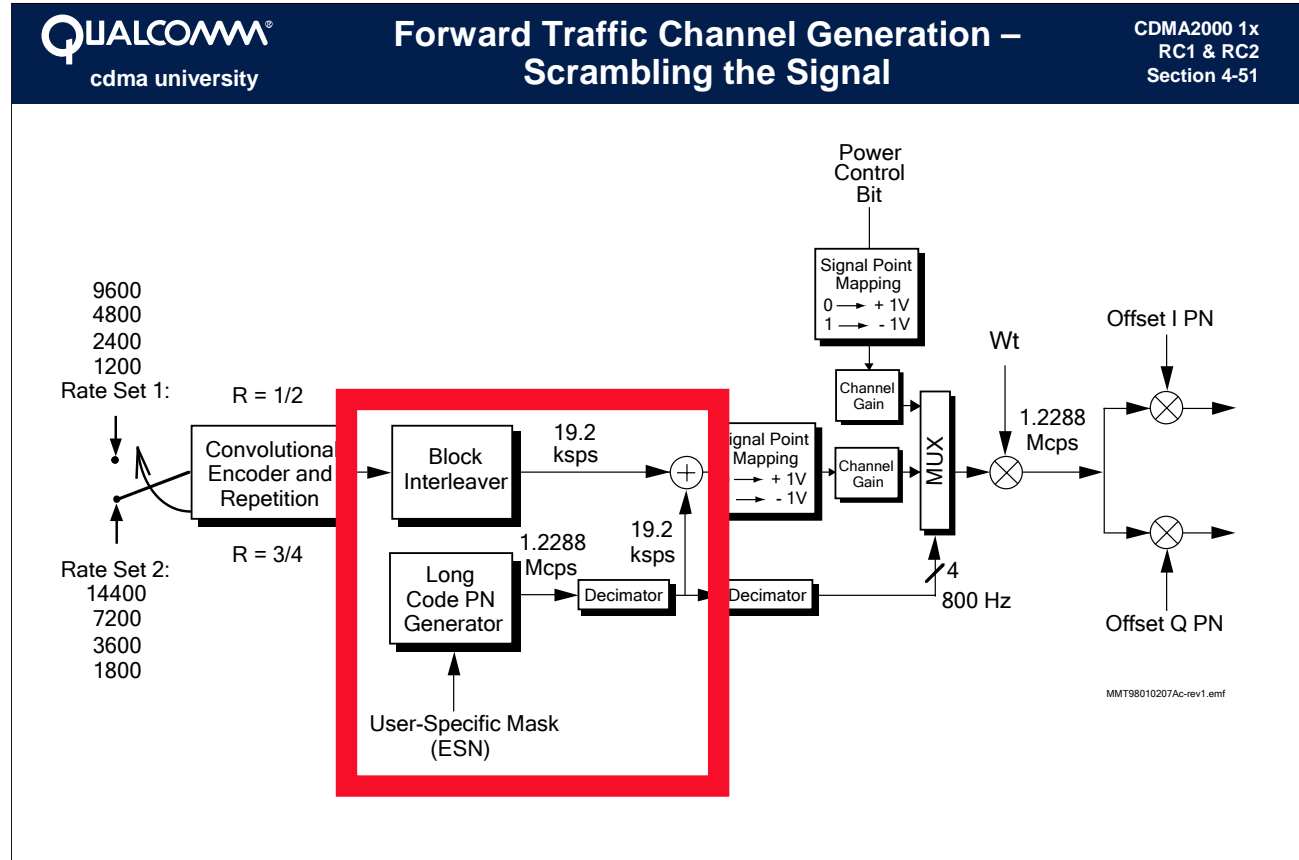 QUALCOMM®
cdma university
Forward Traffic Channel Generation –
Scrambling the Signal
CDMA2000 1x
RC1 & RC2
Section 4-51
Power
Control
Bit
Signal Point
Mapping
0 → + 1V
1 → - 1V
9600
4800
2400
1200
Rate Set 1:
R = 1/2
Convolutional
Encoder and
Repetition
R = 3/4
Rate Set 2:
14400
7200
3600
1800
Block
Interleaver
19.2
ksps
+
19.2
ksps
Long
Code PN
Generator
1.2288
Mcps
Decimator
User-Specific Mask
(ESN)
ignal Point
Mapping
→ + 1V
→ - 1V
Decimator
Channel
Gain
Channel
Gain
MUX
4
800 Hz
Wt
1.2288
Mcps
Offset I PN
Offset Q PN
MMT98010207Ac-rev1.emf